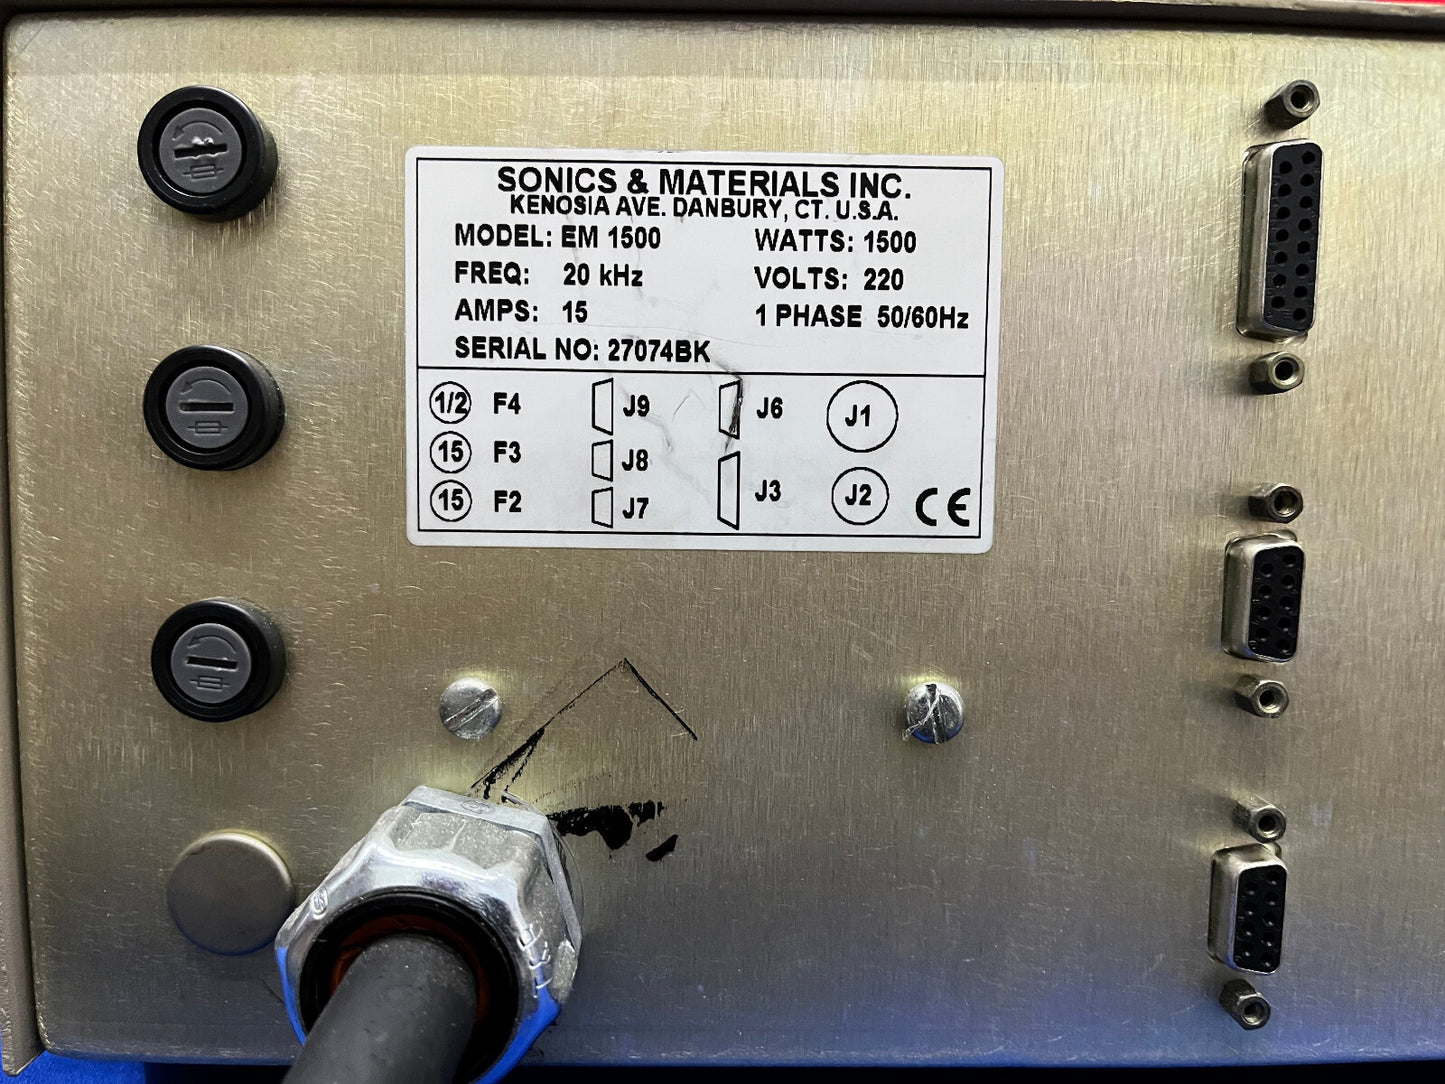 SONICS & MATERIALS INC.
KENOSIA AVE. DANBURY, CT. U.S.A.
MODEL: EM 1500 WATTS: 1500
FREQ: 20 kHz VOLTS: 220
AMPS: 15 1 PHASE 50/60Hz
SERIAL NO: 27074BK
1/2 F4 J9 J6 J1
15 F3 J8
15 F2 J7 J3 J2 CE